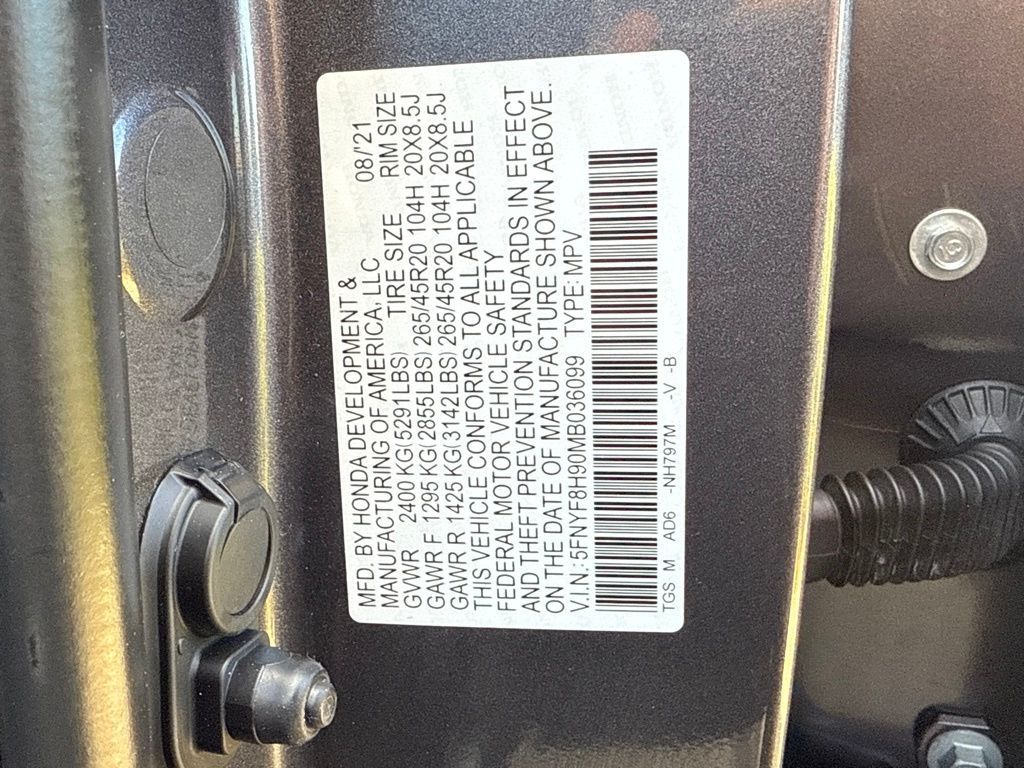 MFD. BY HONDA DEVELOPMENT &
MANUFACTURING OF AMERICA, LLC 08/'21
GVWR 2400 KG(5291LBS) TIRE SIZE RIM SIZE
GAWR F 1295 KG(2855LBS) 265/45R20 104H 20X8.5J
GAWR R 1425 KG(3142LBS) 265/45R20 104H 20X8.5J
THIS VEHICLE CONFORMS TO ALL APPLICABLE
FEDERAL MOTOR VEHICLE SAFETY
AND THEFT PREVENTION STANDARDS IN EFFECT
ON THE DATE OF MANUFACTURE SHOWN ABOVE.
V.I.N.: 5FNYF8H90MB036099 TYPE:MPV
TGS M AD6 -NH797M -V -B